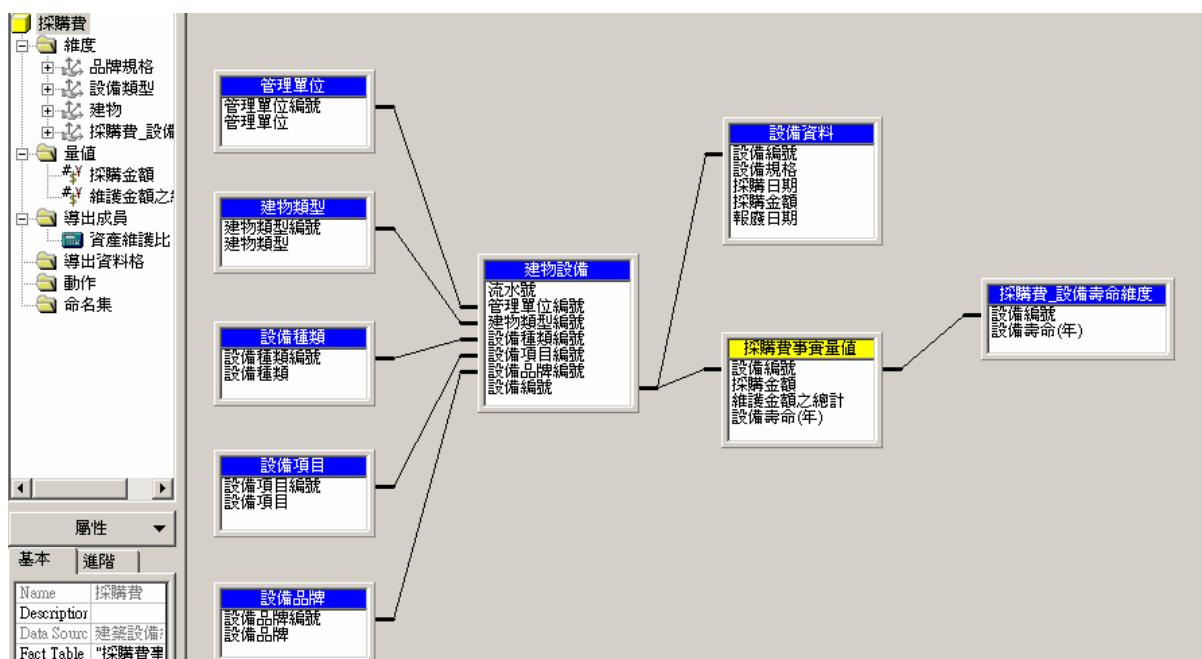 採購費
維度
品牌規格
設備類型
建物
採購費_設備
量值
採購金額
維護金額之總
導出成員
資產維護比
導出資料格
動作
命名集
屬性
基本
進階
Name 採購費
Description
Data Sourc 建築設備
Fact Table "採購費事
管理單位
管理單位編號
管理單位
建物類型
建物類型編號
建物類型
設備種類
設備種類編號
設備種類
設備項目
設備項目編號
設備項目
設備品牌
設備品牌編號
設備品牌
建物設備
流水號
管理單位編號
建物類型編號
設備種類編號
設備項目編號
設備品牌編號
設備編號
設備資料
設備編號
設備規格
採購日期
採購金額
報廢日期
採購費事實量值
設備編號
採購金額
維護金額之總計
設備壽命(年)
採購費_設備壽命維度
設備編號
設備壽命(年)